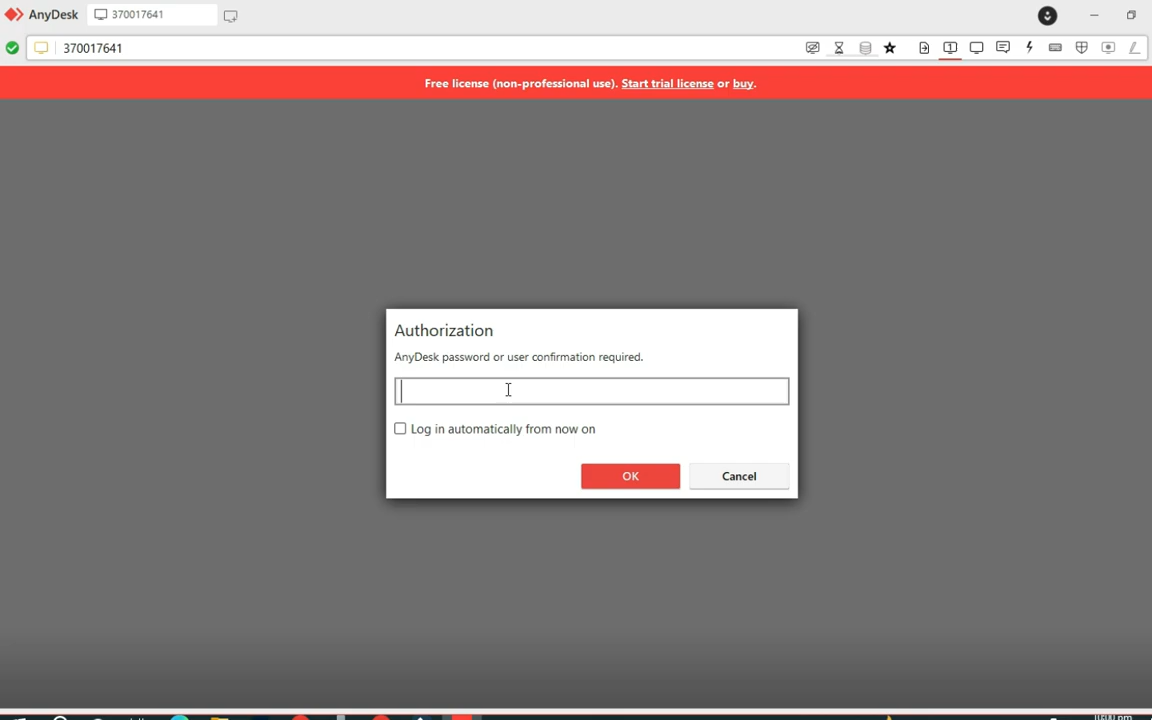 AnyDesk 370017641
370017641
1
Free license (non-professional use). Start trial license or buy.
Authorization
AnyDesk password or user confirmation required.
Log in automatically from now on
OK Cancel